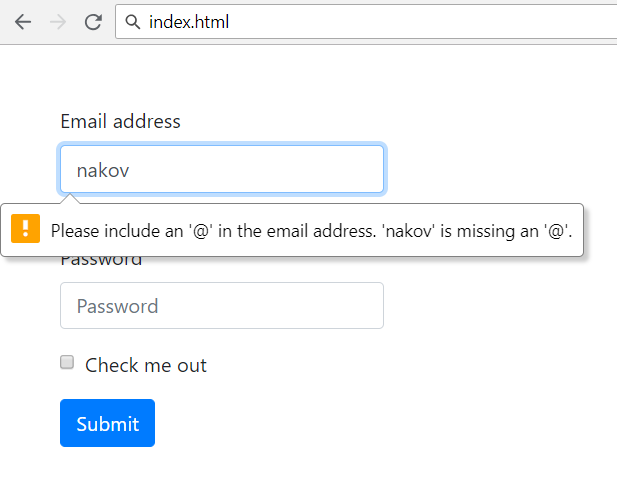 index.html
Email address
nakov
Please include an '@' in the email address. 'nakov' is missing an '@'.
Password
Password
Check me out
Submit